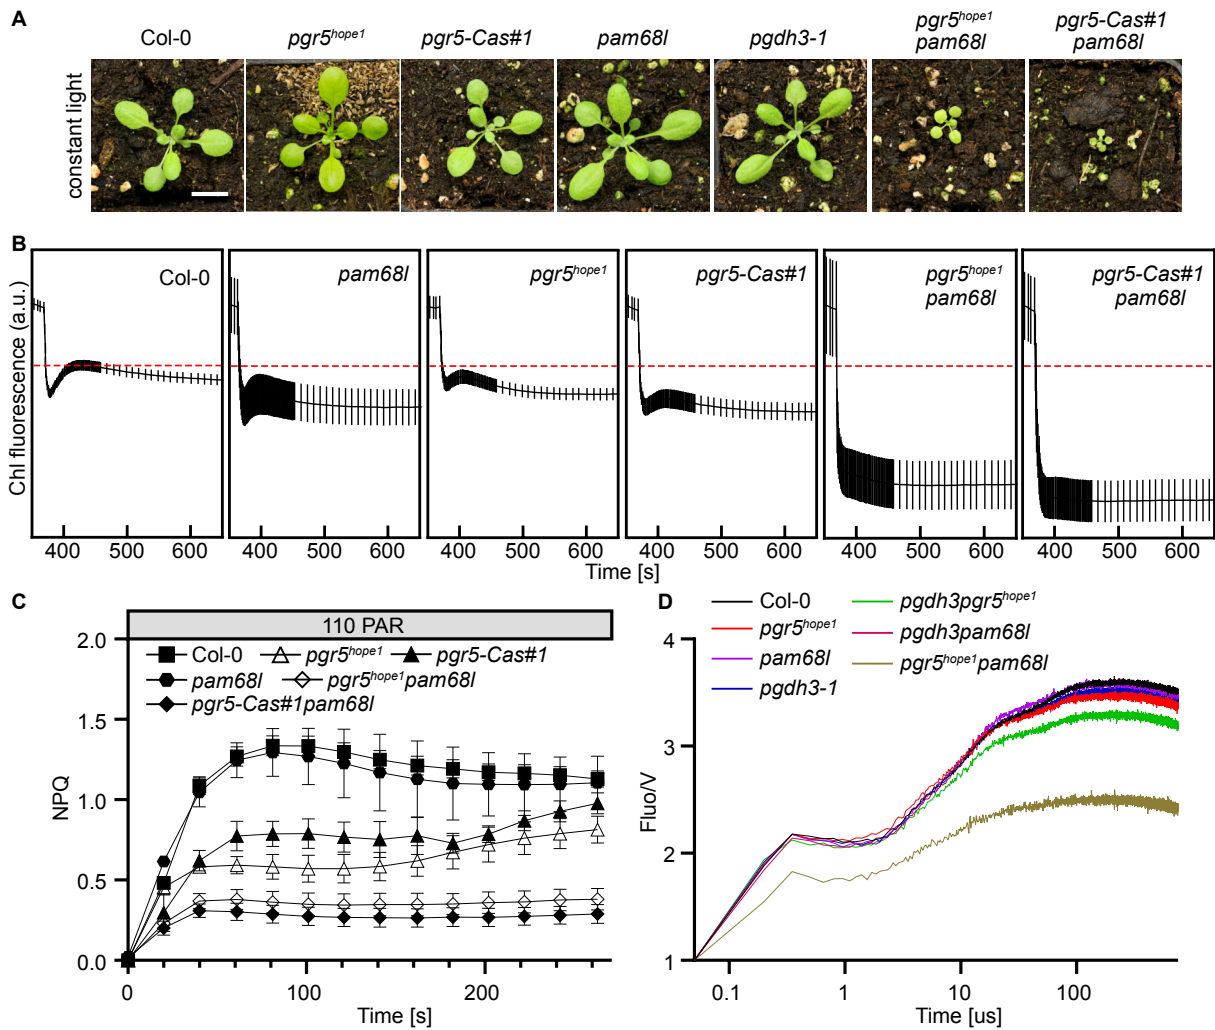 A
Col-0
pgr5hope1
pgr5-Cas#1
pam68l
pgdh3-1
pgr5hope1
pam68l
pgr5-Cas#1
pam68l
constant light
B
Chl fluorescence (a.u.)
Col-0
pam68l
pgr5hope1
pgr5-Cas#1
pgr5hope1
pam68l
pgr5-Cas#1
pam68l
400 500 600
400 500 600
400 500 600
400 500 600
400 500 600
400 500 600
Time [s]
C
110 PAR
Col-0 pgr5hope1 pgr5-Cas#1
pam68l pgr5hope1pam68l
pgr5-Cas#1pam68l
NPQ
2.0
1.5
1.0
0.5
0.0
0 100 200
Time [s]
D
Col-0
pgr5hope1
pam68l
pgdh3-1
pgdh3pgr5hope1
pgdh3pam68l
pgr5hope1pam68l
Fluo/V
4
3
2
1
0.1 1 10 100
Time [us]